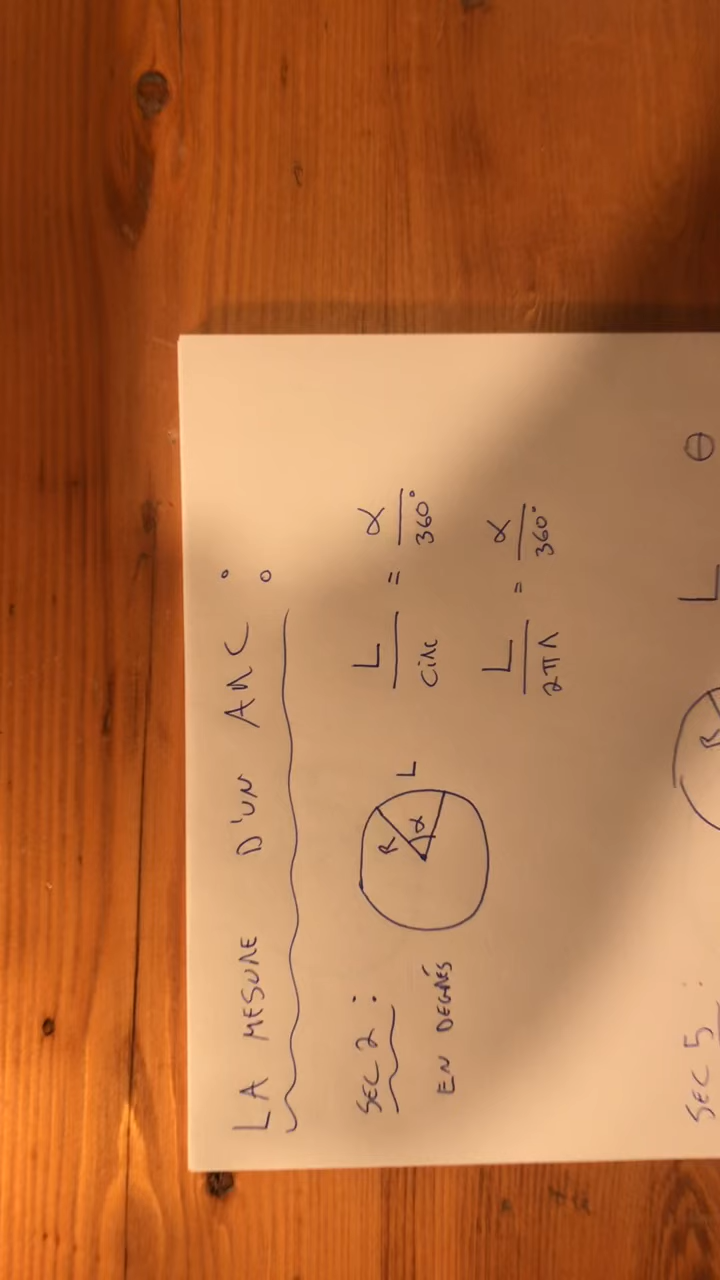 LA MESURE D'UN ARC :
SEC 2 :
EN DEGRÉS
R
α
L
L/circ = α/360°
L/2πr = α/360°
SEC 5 :
R
L θ